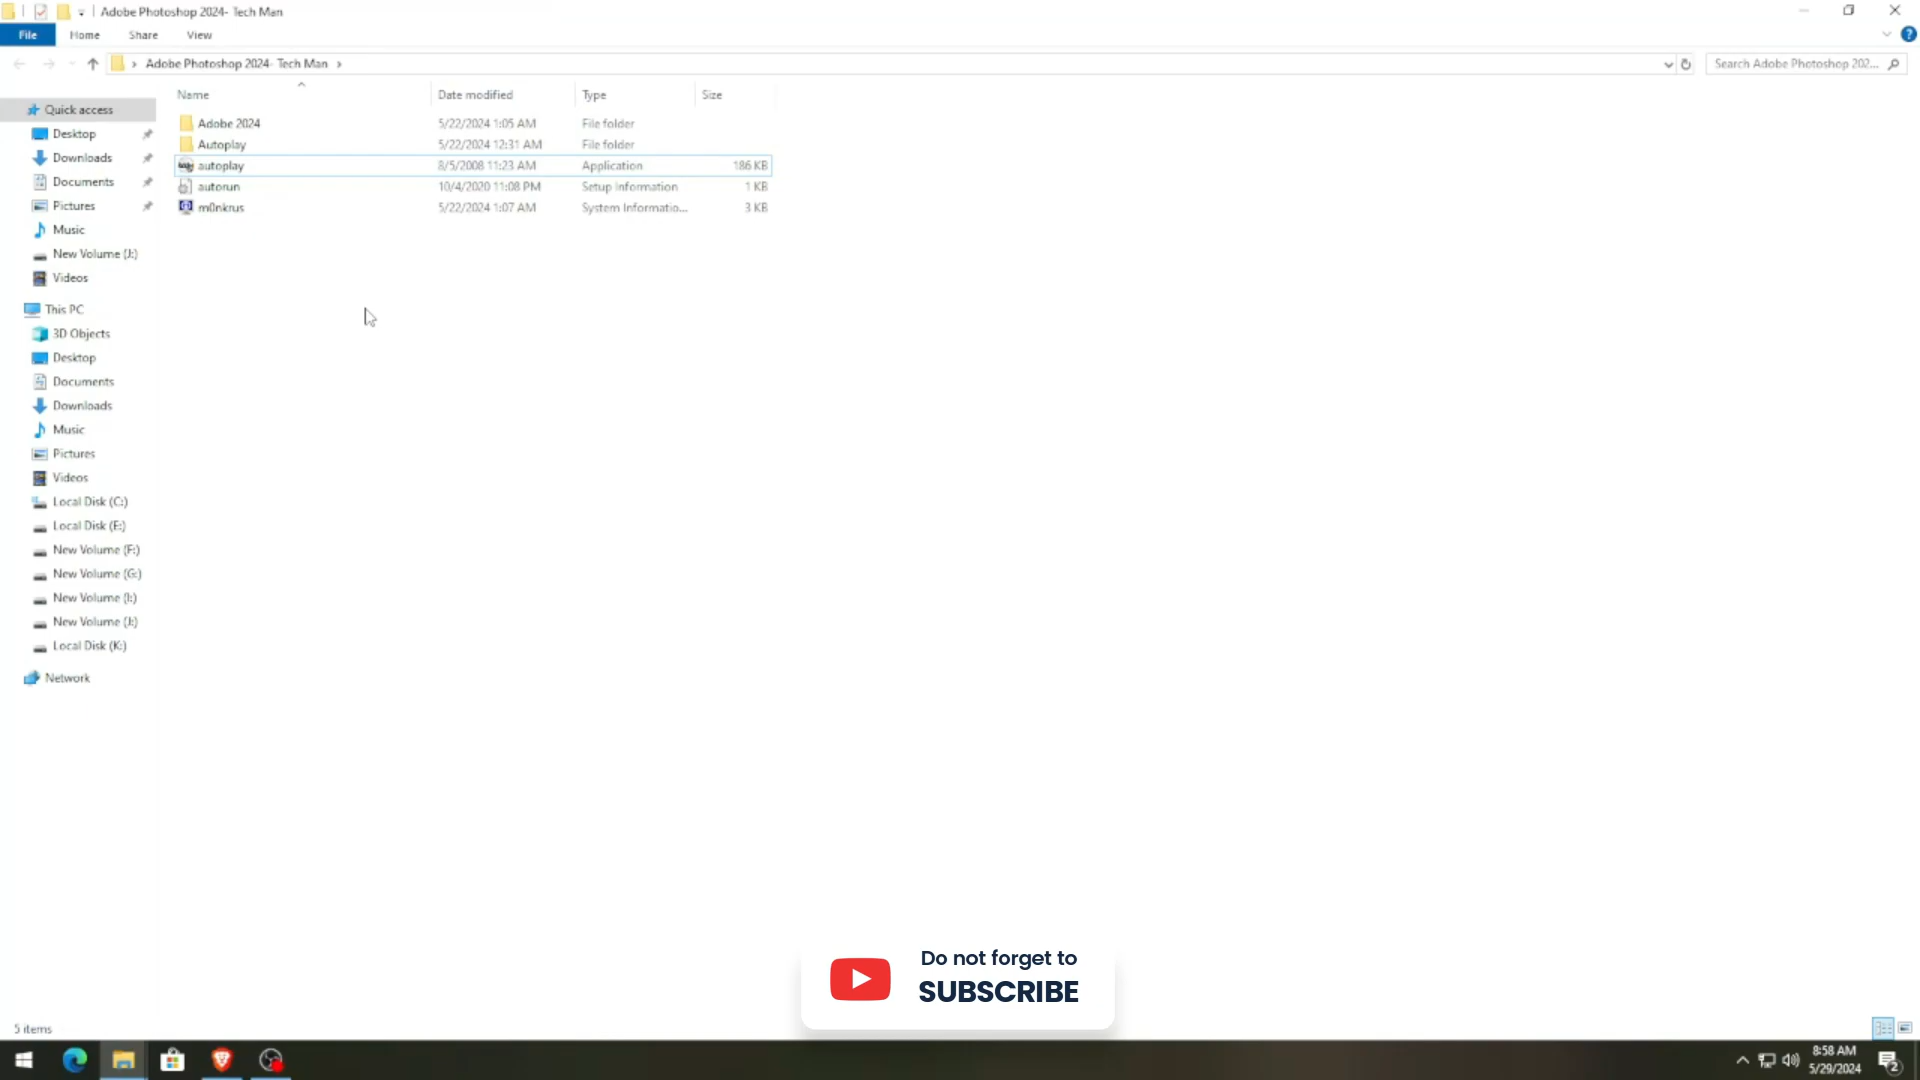 Adobe Photoshop 2024- Tech Man
File Home Share View
Adobe Photoshop 2024- Tech Man
Search Adobe Photoshop 202...
Name Date modified Type Size
Adobe 2024 5/22/2024 1:05 AM File folder
Autoplay 5/22/2024 12:31 AM File folder
autoplay 8/5/2008 11:23 AM Application 186 KB
autorun 10/4/2020 11:08 PM Setup Information 1 KB
m0nkrus 5/22/2024 1:07 AM System Informatio... 3 KB
Quick access
Desktop
Downloads
Documents
Pictures
Music
New Volume (J:)
Videos
This PC
3D Objects
Desktop
Documents
Downloads
Music
Pictures
Videos
Local Disk (C:)
Local Disk (E:)
New Volume (F:)
New Volume (G:)
New Volume (I:)
New Volume (J:)
Local Disk (K:)
Network
Do not forget to
SUBSCRIBE
5 items
8:58 AM
5/29/2024
2